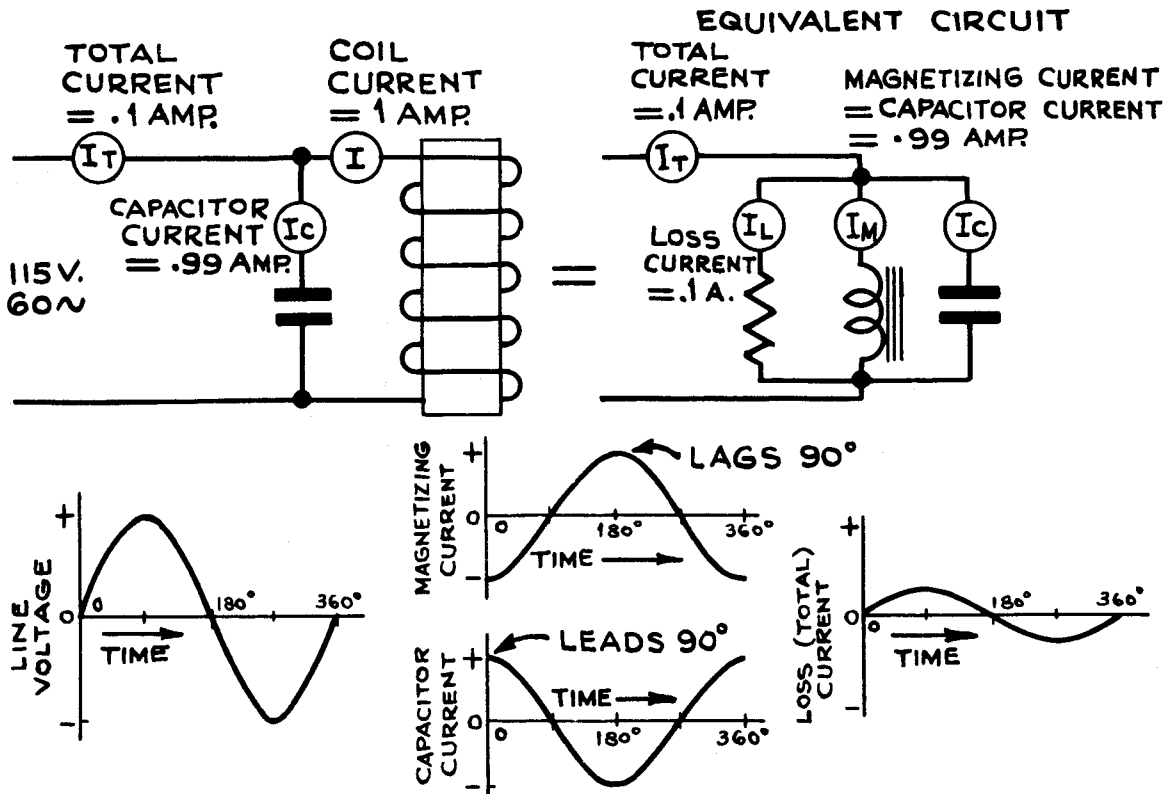 EQUIVALENT CIRCUIT
TOTAL
CURRENT
= .1 AMP.
COIL
CURRENT
= 1 AMP.
TOTAL
CURRENT
= .1 AMP.
MAGNETIZING CURRENT
= CAPACITOR CURRENT
= .99 AMP.
IT
I
CAPACITOR
CURRENT
= .99 AMP.
IC
115V.
60~
=
IT
IL
IM
IC
LOSS
CURRENT
= .1 A.
LINE
VOLTAGE
+
0
-
0
180°
360°
TIME
MAGNETIZING
CURRENT
+
0
-
0
180°
360°
TIME
LAGS 90°
CAPACITOR
CURRENT
+
0
-
0
180°
360°
TIME
LEADS 90°
LOSS (TOTAL)
CURRENT
+
0
-
0
180°
360°
TIME